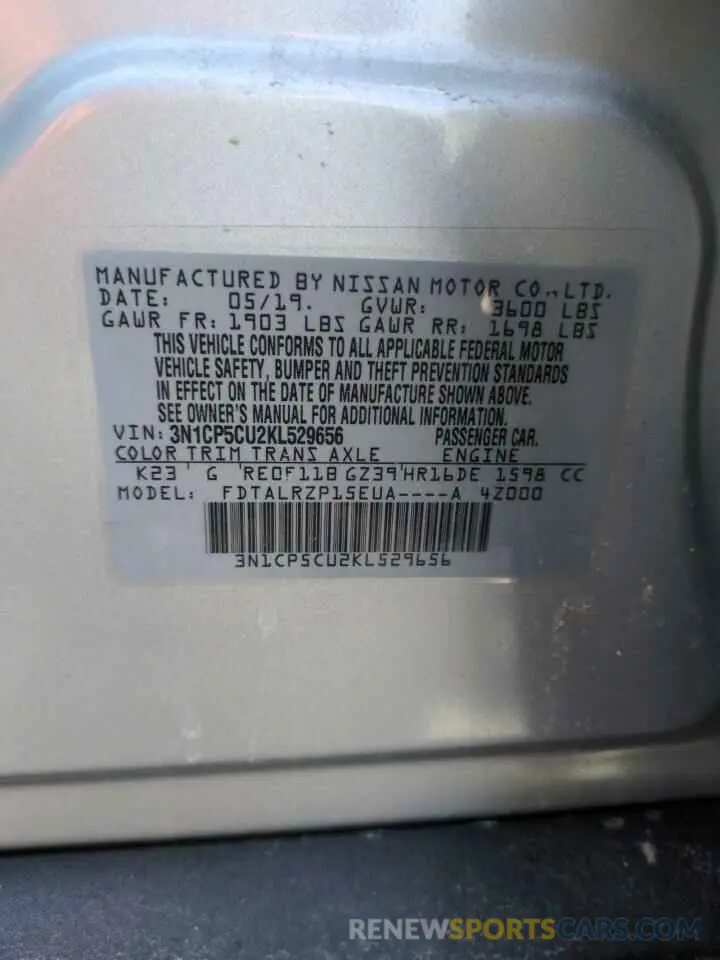 MANUFACTURED BY NISSAN MOTOR CO., LTD.
DATE: 05/19. GVWR: 3600 LBS
GAWR FR: 1903 LBS GAWR RR: 1698 LBS
THIS VEHICLE CONFORMS TO ALL APPLICABLE FEDERAL MOTOR
VEHICLE SAFETY, BUMPER AND THEFT PREVENTION STANDARDS
IN EFFECT ON THE DATE OF MANUFACTURE SHOWN ABOVE.
SEE OWNER'S MANUAL FOR ADDITIONAL INFORMATION.
VIN: 3N1CP5CU2KL529656 PASSENGER CAR.
COLOR TRIM TRANS AXLE ENGINE
K23 G RE0F11B GZ39 HR16DE 1598 CC
MODEL: FDTALRZP15EUA----A 4Z000
3N1CP5CU2KL529656
RENEWSPORTSCARS.COM